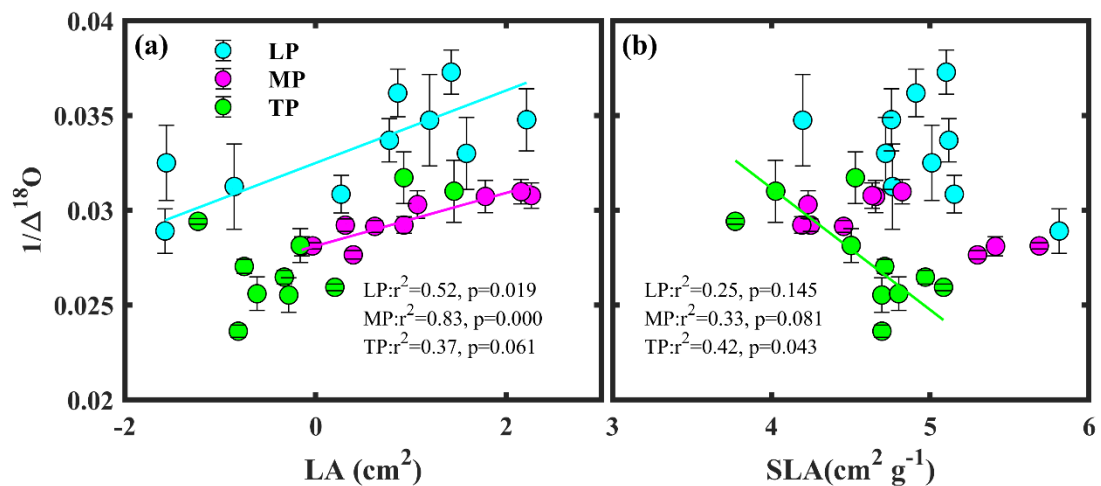 0.04
(a)
LP
MP
TP
(b)
0.035
0.03
0.025
0.02
1/Δ¹⁸O
LP:r²=0.52, p=0.019
MP:r²=0.83, p=0.000
TP:r²=0.37, p=0.061
LP:r²=0.25, p=0.145
MP:r²=0.33, p=0.081
TP:r²=0.42, p=0.043
-2 0 2 3 4 5 6
LA (cm²)
SLA(cm² g⁻¹)